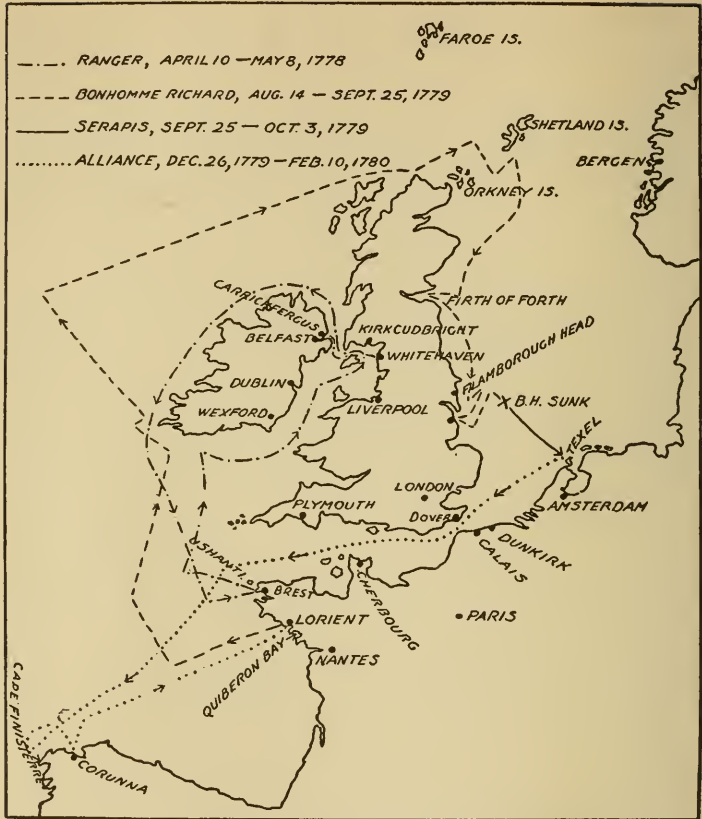 FAROE IS.
RANGER, APRIL 10 — MAY 8, 1778
BONHOMME RICHARD, AUG. 14 — SEPT. 25, 1779
SERAPIS, SEPT. 25 — OCT. 3, 1779
ALLIANCE, DEC. 26, 1779 — FEB. 10, 1780
SHETLAND IS.
BERGEN
ORKNEY IS.
FIRTH OF FORTH
CARRICKFERGUS
KIRKCUDBRIGHT
BELFAST
WHITEHAVEN
FLAMBOROUGH HEAD
DUBLIN
LIVERPOOL
X B.H. SUNK
WEXFORD
TEXEL
LONDON
AMSTERDAM
PLYMOUTH
DOVER
DUNKIRK
CALAIS
USHANT I.
CHERBOURG
BREST
PARIS
LORIENT
NANTES
QUIBERON BAY
CAPE FINISTERRE
CORUNNA